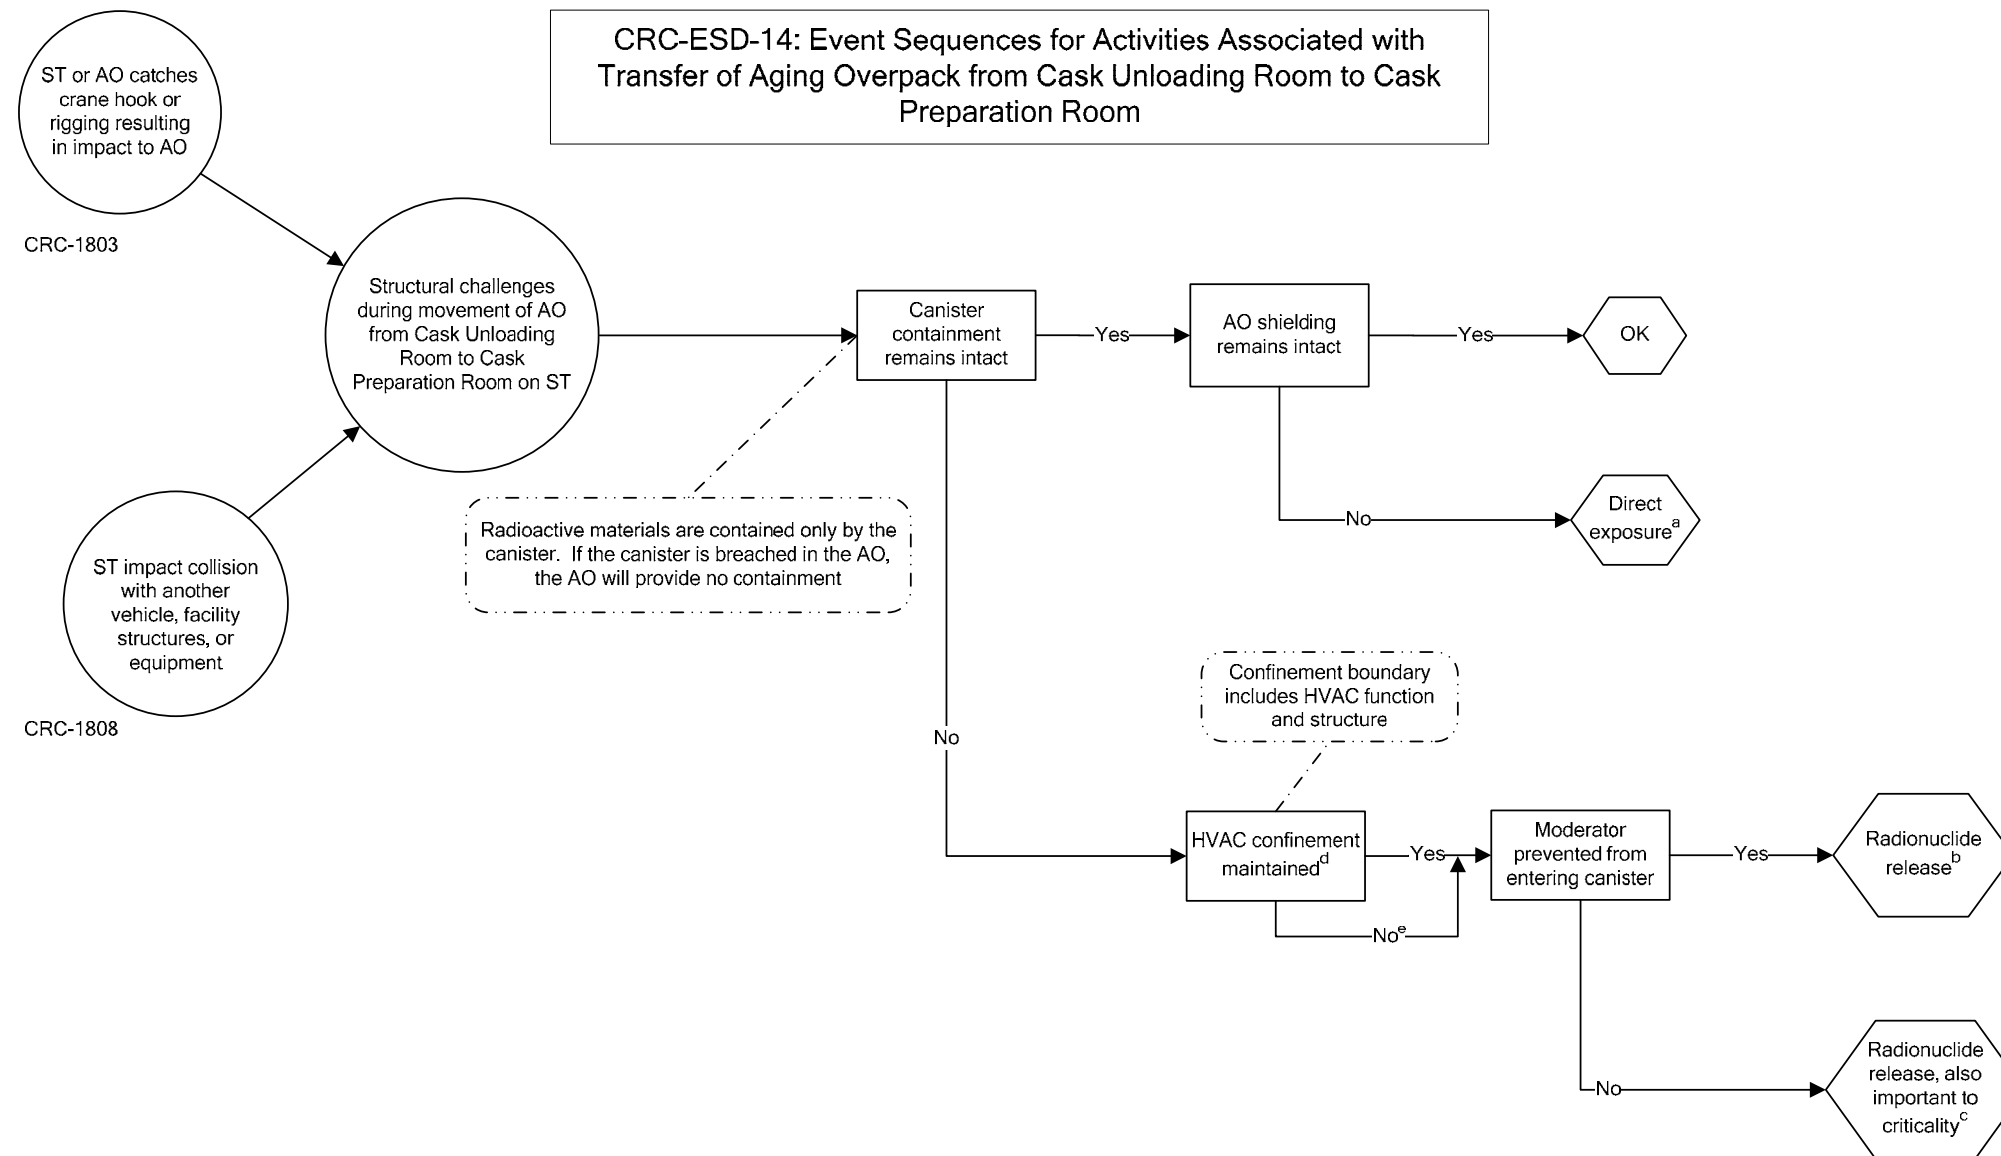 CRC-ESD-14: Event Sequences for Activities Associated with
Transfer of Aging Overpack from Cask Unloading Room to Cask
Preparation Room
ST or AO catches
crane hook or
rigging resulting
in impact to AO
CRC-1803
Structural challenges
during movement of AO
from Cask Unloading
Room to Cask
Preparation Room on ST
Canister
containment
remains intact
Yes
AO shielding
remains intact
Yes
OK
No
Direct
exposureᵃ
Radioactive materials are contained only by the
canister.  If the canister is breached in the AO,
the AO will provide no containment
ST impact collision
with another
vehicle, facility
structures, or
equipment
CRC-1808
No
Confinement boundary
includes HVAC function
and structure
HVAC confinement
maintainedᵈ
Yes
Noᵉ
Moderator
prevented from
entering canister
Yes
Radionuclide
releaseᵇ
No
Radionuclide
release, also
important to
criticalityᶜ